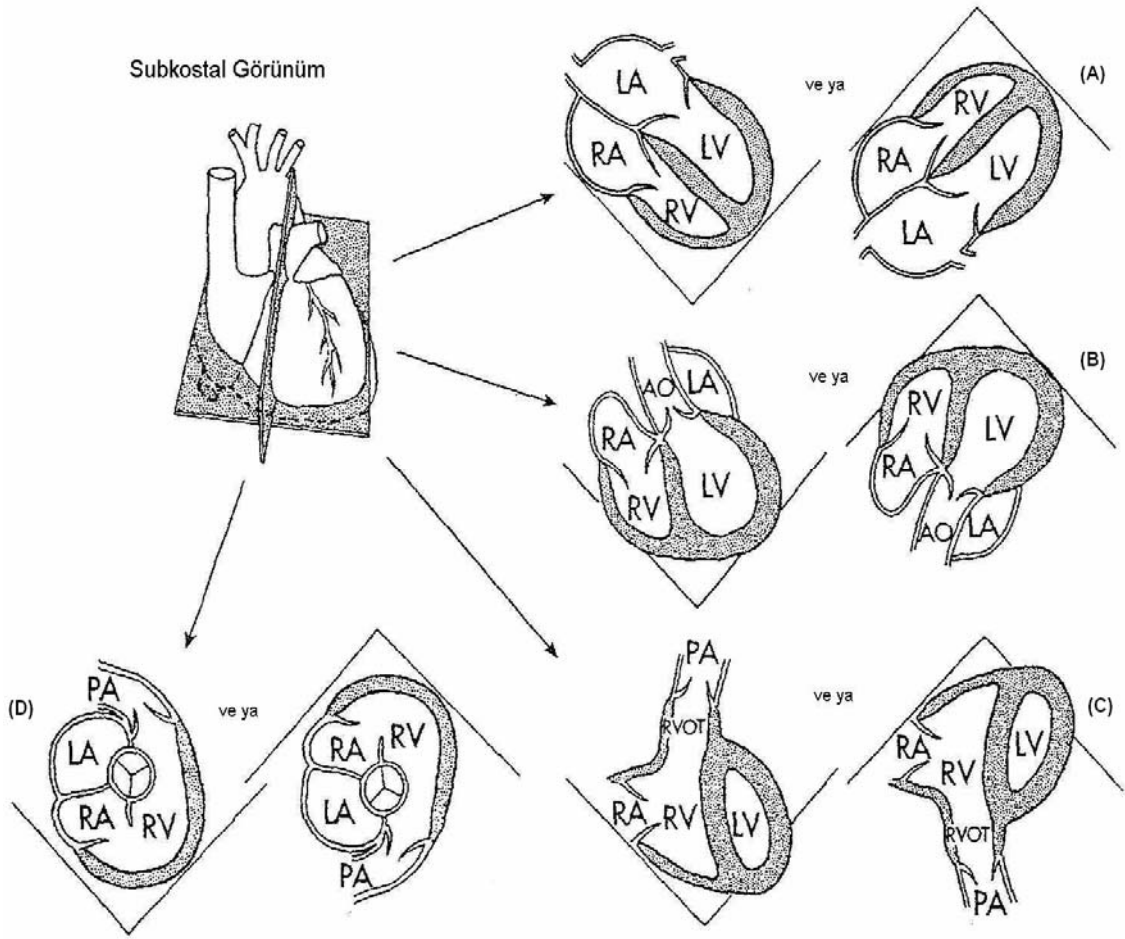 Subkostal Görünüm
LA
RA
LV
RV
ve ya
RV
RA
LV
LA
(A)
AO
LA
RA
RV
LV
ve ya
RV
LV
RA
AO
LA
(B)
PA
RVOT
RA
RV
LV
ve ya
RA
RV
LV
RVOT
PA
(C)
(D)
PA
LA
RA
RV
ve ya
RA
RV
LA
PA